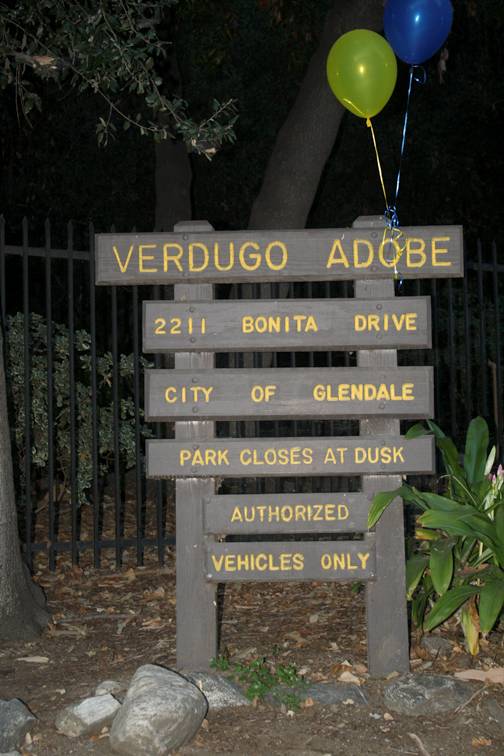 VERDUGO ADOBE
2211 BONITA DRIVE
CITY OF GLENDALE
PARK CLOSES AT DUSK
AUTHORIZED
VEHICLES ONLY